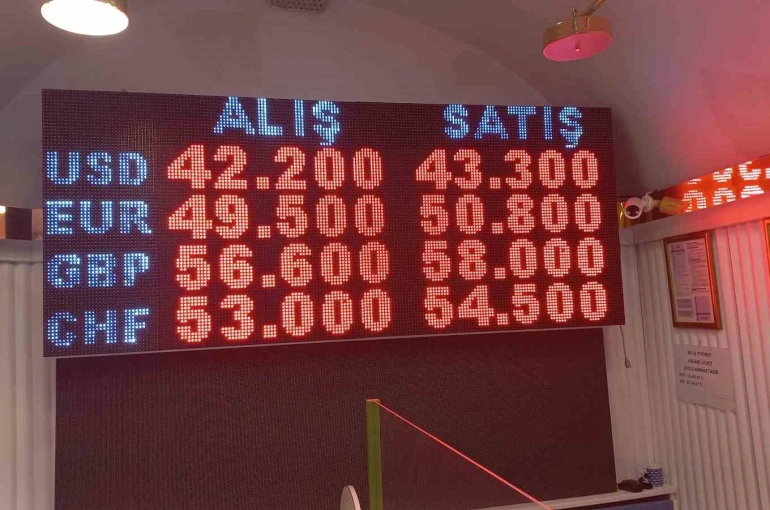 ALIŞ SATIŞ
USD 42.200 43.300
EUR 49.500 50.800
GBP 56.600 58.000
CHF 53.000 54.500